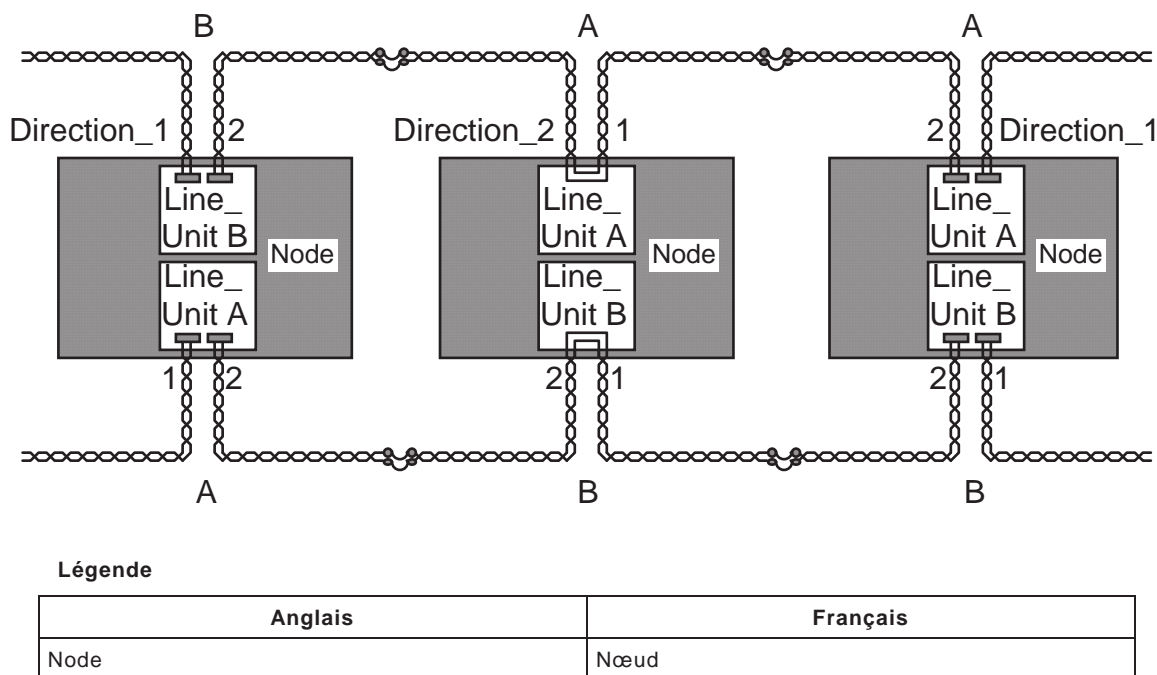 B A A
Direction_1 2 Direction_2 1 2 Direction_1
Line_
Unit B
Node
Line_
Unit A
Line_
Unit A
Node
Line_
Unit B
Line_
Unit A
Node
Line_
Unit B
1 2 2 1 2 1
A B B
Légende
Anglais Français
Node Nœud